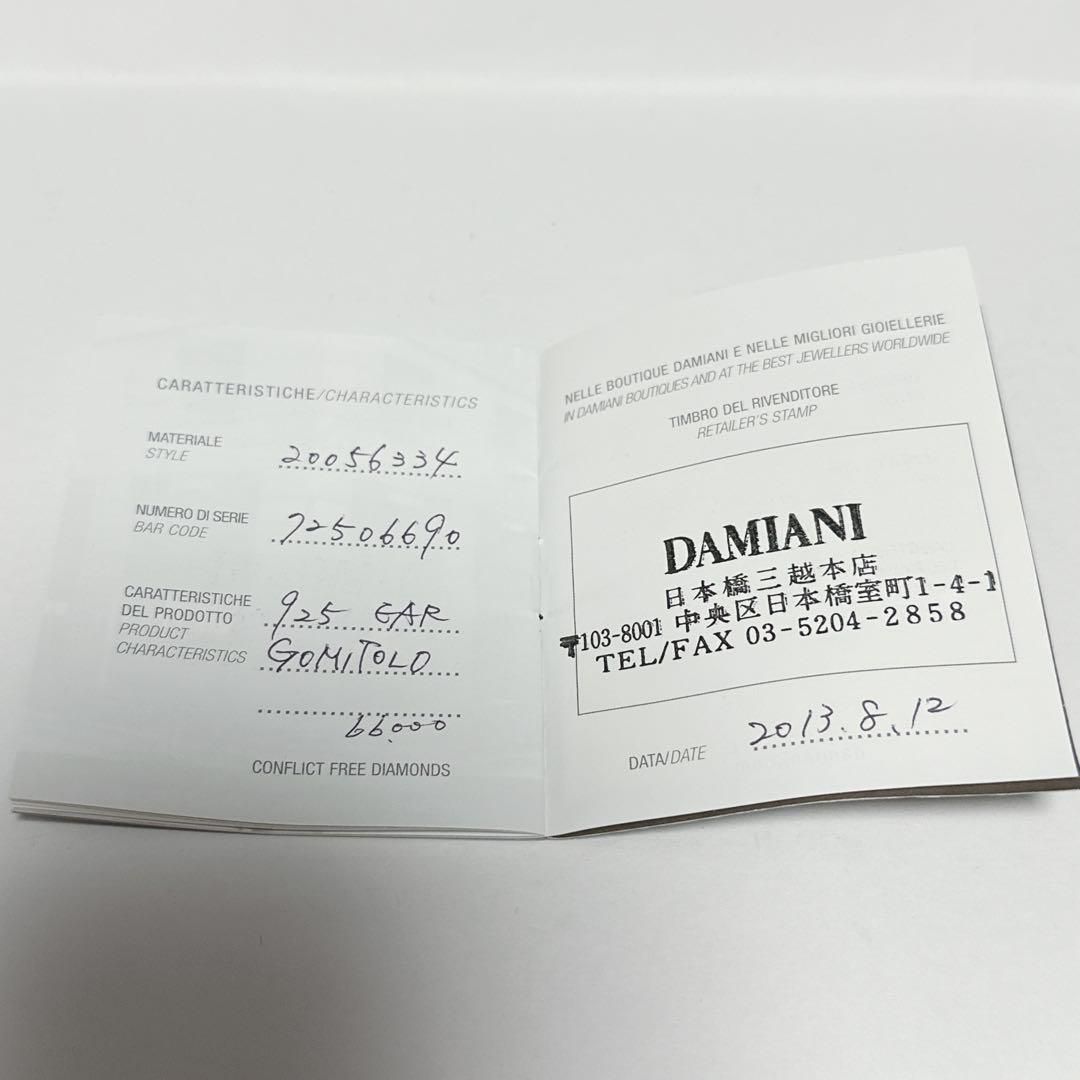 CARATTERISTICHE/CHARACTERISTICS
MATERIALE
STYLE
20056334
NUMERO DI SERIE
BAR CODE
72506690
CARATTERISTICHE
DEL PRODOTTO
PRODUCT
CHARACTERISTICS
925 EAR
GOMITOLO
66.000
CONFLICT FREE DIAMONDS
NELLE BOUTIQUE DAMIANI E NELLE MIGLIORI GIOIELLERIE
IN DAMIANI BOUTIQUES AND AT THE BEST JEWELLERS WORLDWIDE
TIMBRO DEL RIVENDITORE
RETAILER'S STAMP
DAMIANI
日本橋三越本店
〒103-8001 中央区日本橋室町1-4-1
TEL/FAX 03-5204-2858
DATA/DATE
2013.8.12